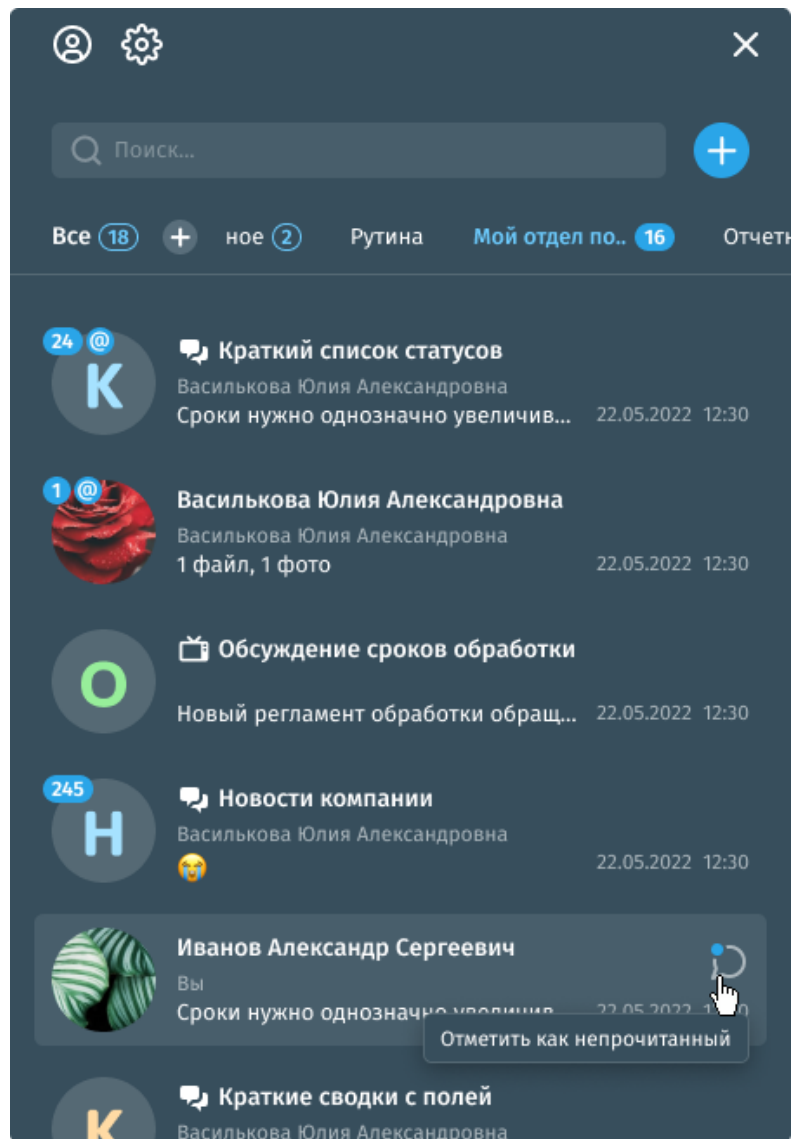 Поиск...
Все 18 + ное 2 Рутина Мой отдел по.. 16 Отчетн
24 @
К
Краткий список статусов
Василькова Юлия Александровна
Сроки нужно однозначно увеличив... 22.05.2022 12:30
1 @
Василькова Юлия Александровна
Василькова Юлия Александровна
1 файл, 1 фото 22.05.2022 12:30
О
Обсуждение сроков обработки
Новый регламент обработки обращ... 22.05.2022 12:30
245
Н
Новости компании
Василькова Юлия Александровна
22.05.2022 12:30
Иванов Александр Сергеевич
Вы
Сроки нужно однозначно увеличив 22.05.2022
Отметить как непрочитанный
К
Краткие сводки с полей
Василькова Юлия Александровна